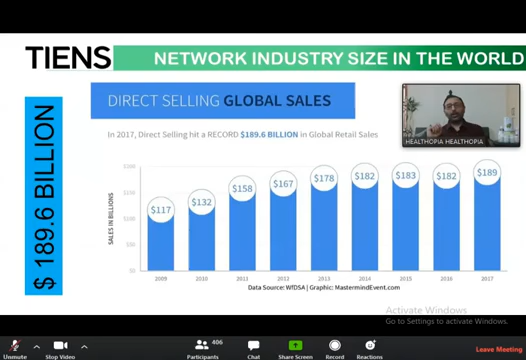 TIENS
NETWORK INDUSTRY SIZE IN THE WORLD
$ 189.6 BILLION
DIRECT SELLING GLOBAL SALES
In 2017, Direct Selling hit a RECORD $189.6 BILLION in Global Retail Sales
HEALTHOPIA HEALTHOPIA
SALES IN BILLIONS
$200
$150
$100
$50
$0
$117
$132
$158
$167
$178
$182
$183
$182
$189
2009
2010
2011
2012
2013
2014
2015
2016
2017
Data Source: WFDSA | Graphic: MastermindEvent.com
Activate Windows
Go to Settings to activate Windows.
Unmute
Stop Video
406
Participants
Chat
Share Screen
Record
Reactions
Leave Meeting